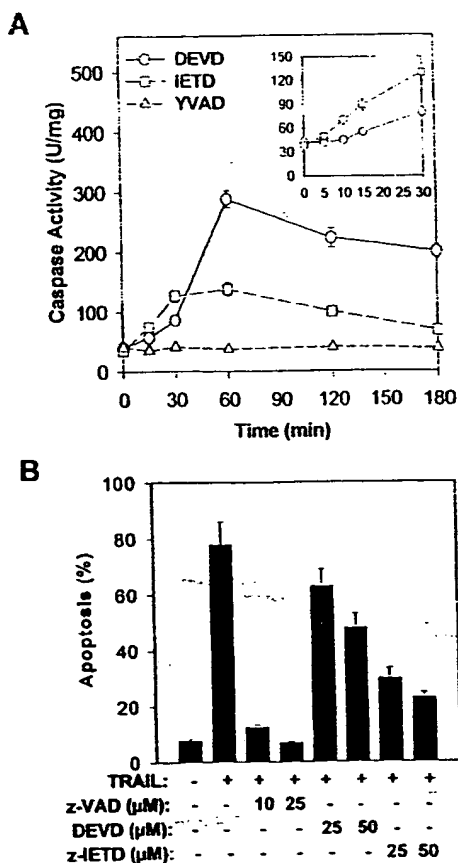 A
DEVD
IETD
YVAD
150
120
90
60
30
0
0 5 10 15 20 25 30
500
400
300
200
100
0
Caspase Activity (U/mg)
0 30 60 90 120 150 180
Time (min)
B
100
80
60
40
20
0
Apoptosis (%)
TRAIL: - + + + + + + +
z-VAD (μM): - - 10 25 - - - -
DEVD (μM): - - - - 25 50 - -
z-IETD (μM): - - - - - - 25 50